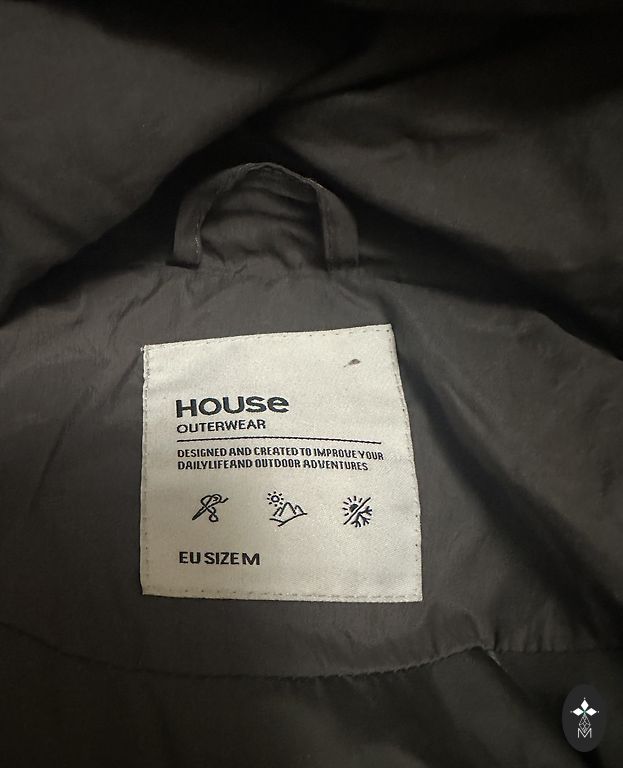 HOUSe
OUTERWEAR
DESIGNED AND CREATED TO IMPROVE YOUR
DAILYLIFEAND OUTDOOR ADVENTURES
EU SIZE M
M